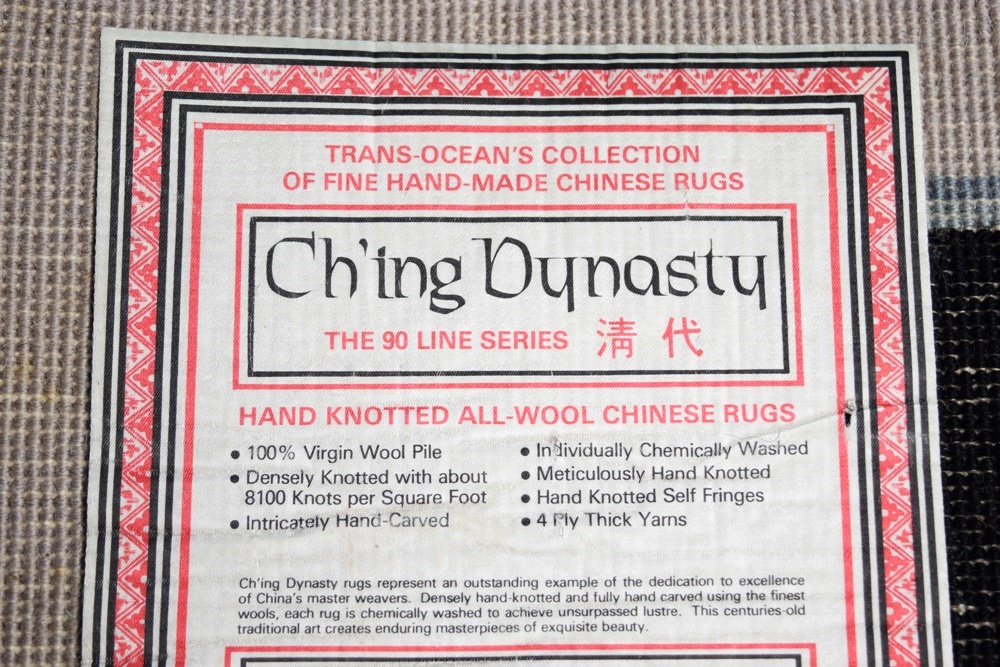 TRANS-OCEAN'S COLLECTION
OF FINE HAND-MADE CHINESE RUGS
Ch'ing Dynasty
THE 90 LINE SERIES 清代
HAND KNOTTED ALL-WOOL CHINESE RUGS
• 100% Virgin Wool Pile
• Densely Knotted with about
8100 Knots per Square Foot
• Intricately Hand-Carved
• Individually Chemically Washed
• Meticulously Hand Knotted
• Hand Knotted Self Fringes
• 4 Ply Thick Yarns
Ch'ing Dynasty rugs represent an outstanding example of the dedication to excellence
of China's master weavers. Densely hand-knotted and fully hand carved using the finest
wools, each rug is chemically washed to achieve unsurpassed lustre. This centuries-old
traditional art creates enduring masterpieces of exquisite beauty.